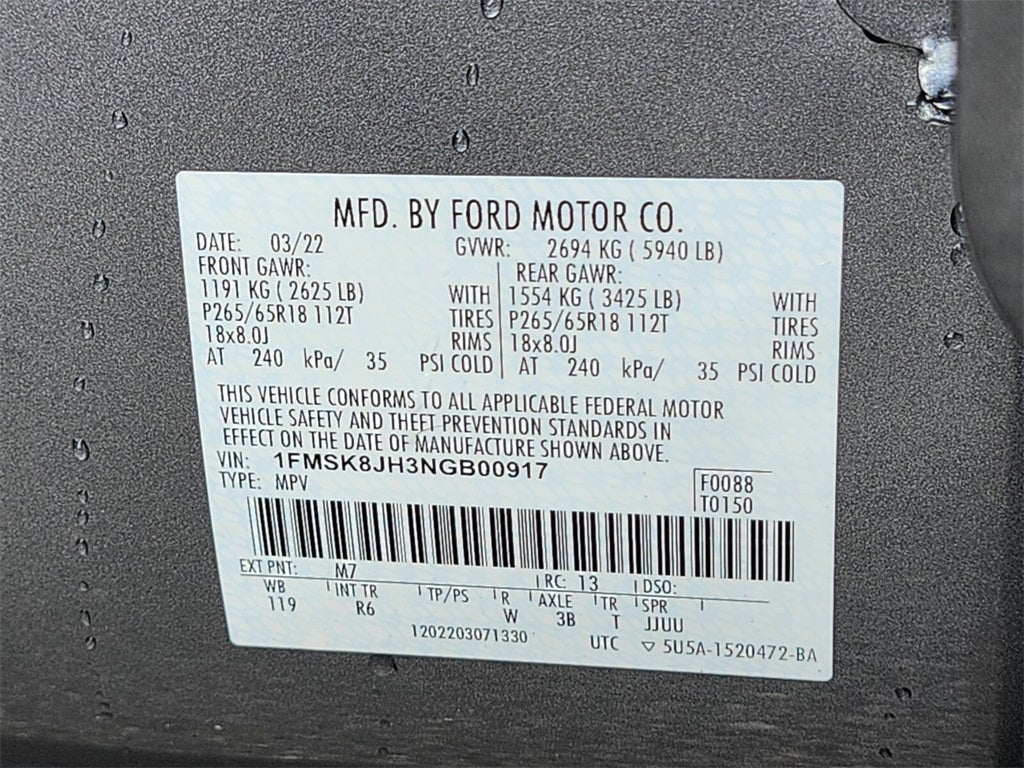 MFD. BY FORD MOTOR CO.
DATE: 03/22 GVWR: 2694 KG ( 5940 LB)
FRONT GAWR: REAR GAWR:
1191 KG ( 2625 LB) WITH 1554 KG ( 3425 LB) WITH
P265/65R18 112T TIRES P265/65R18 112T TIRES
18x8.0J RIMS 18x8.0J RIMS
AT 240 kPa/ 35 PSI COLD AT 240 kPa/ 35 PSI COLD
THIS VEHICLE CONFORMS TO ALL APPLICABLE FEDERAL MOTOR
VEHICLE SAFETY AND THEFT PREVENTION STANDARDS IN
EFFECT ON THE DATE OF MANUFACTURE SHOWN ABOVE.
VIN: 1FMSK8JH3NGB00917
TYPE: MPV
F0088
T0150
EXT PNT: M7 RC: 13 DSO:
WB INT TR TP/PS R AXLE TR SPR
119 R6 W 3B T JJUU
1202203071330 UTC ▽ 5U5A-1520472-BA